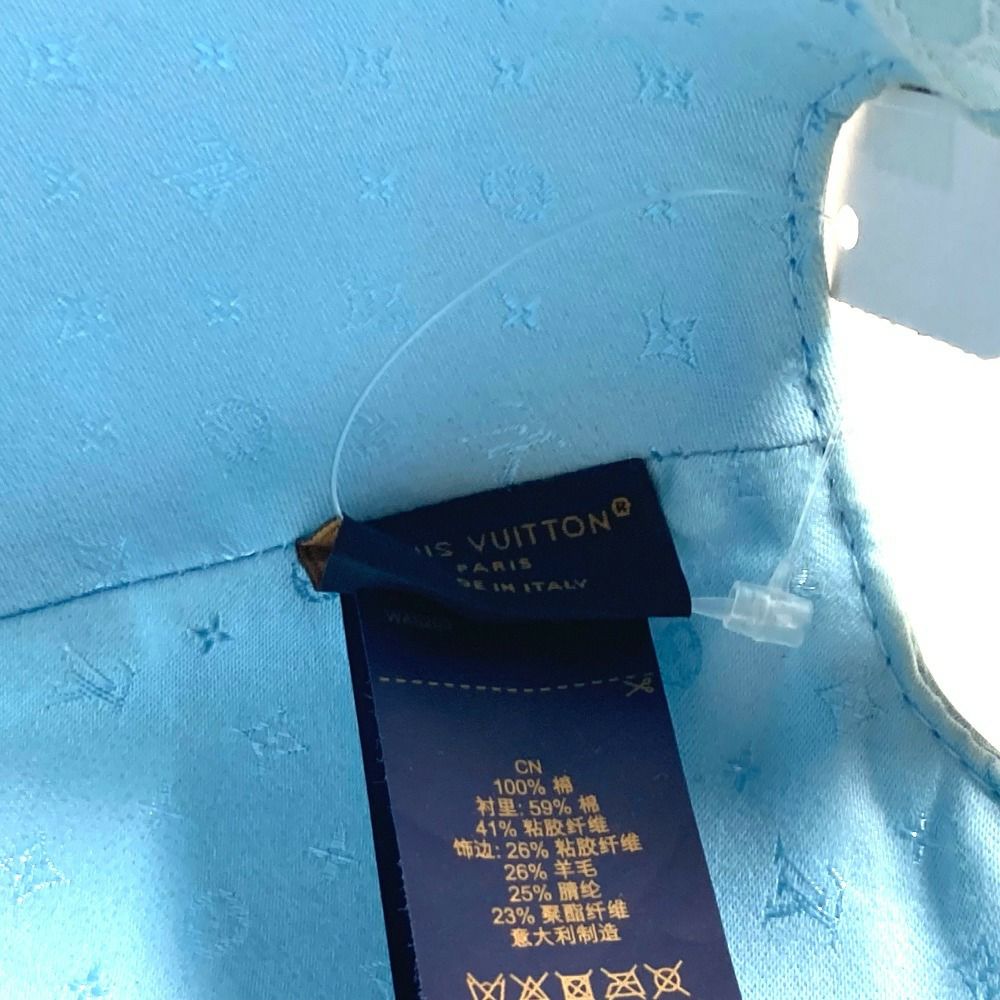 IS VUITTON®
PARIS
DE IN ITALY
CN
100% 棉
衬里: 59% 棉
41% 粘胶纤维
饰边: 26% 粘胶纤维
26% 羊毛
25% 腈纶
23% 聚酯纤维
意大利制造